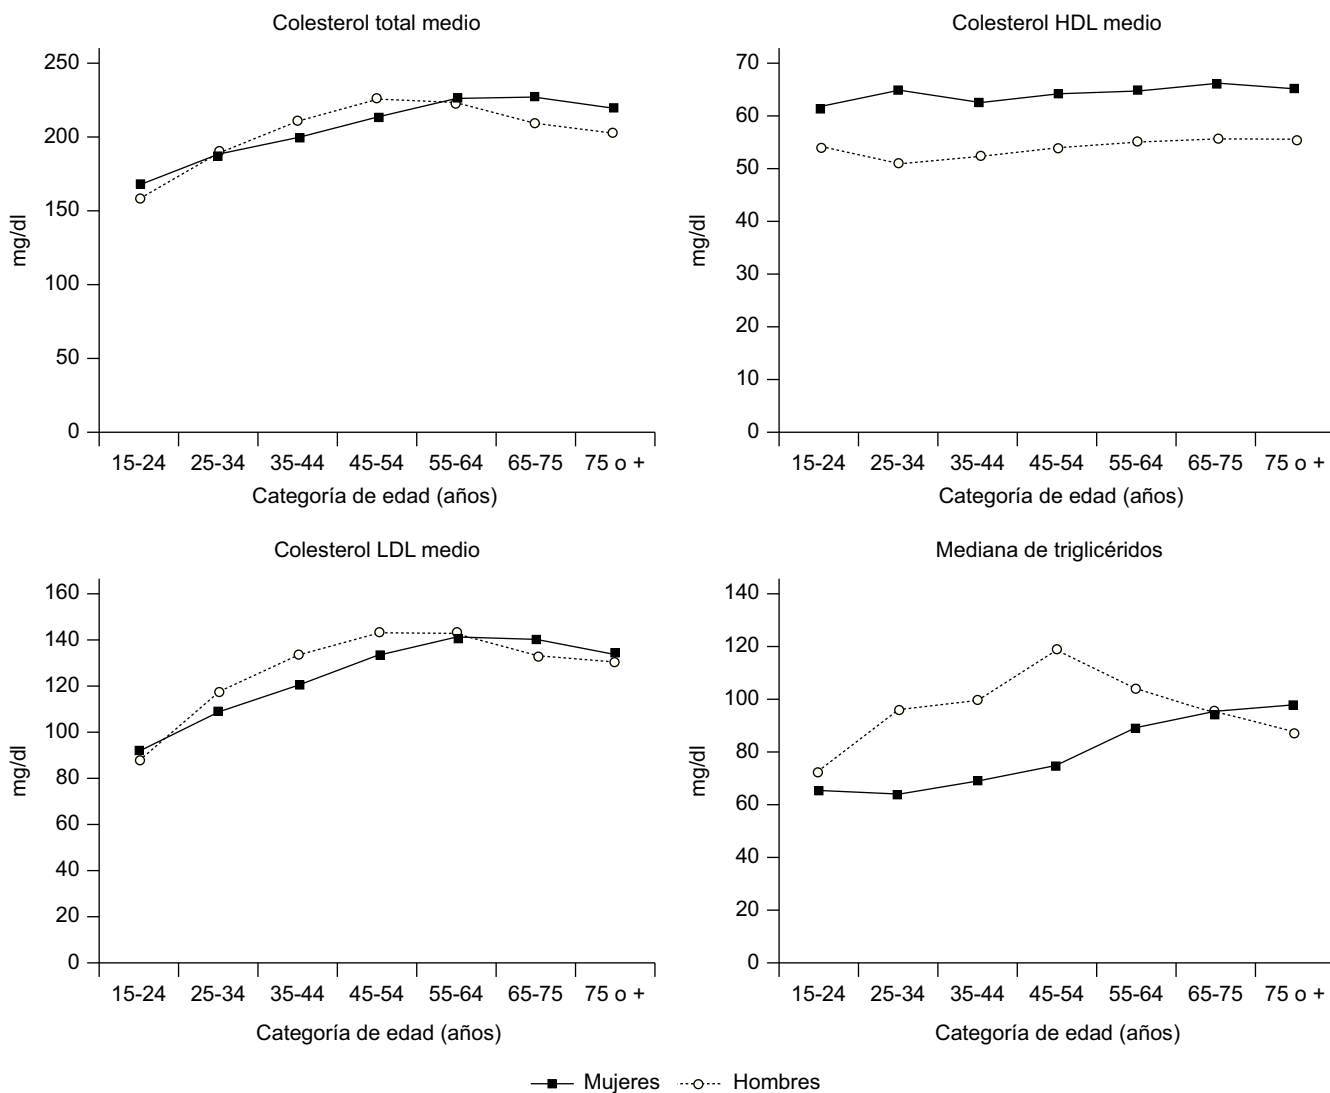 Colesterol total medio
250
200
150
100
50
0
mg/dl
15-24 25-34 35-44 45-54 55-64 65-75 75 o +
Categoría de edad (años)
Colesterol HDL medio
70
60
50
40
30
20
10
0
mg/dl
15-24 25-34 35-44 45-54 55-64 65-75 75 o +
Categoría de edad (años)
Colesterol LDL medio
160
140
120
100
80
60
40
20
0
mg/dl
15-24 25-34 35-44 45-54 55-64 65-75 75 o +
Categoría de edad (años)
Mediana de triglicéridos
140
120
100
80
60
40
20
0
mg/dl
15-24 25-34 35-44 45-54 55-64 65-75 75 o +
Categoría de edad (años)
Mujeres Hombres